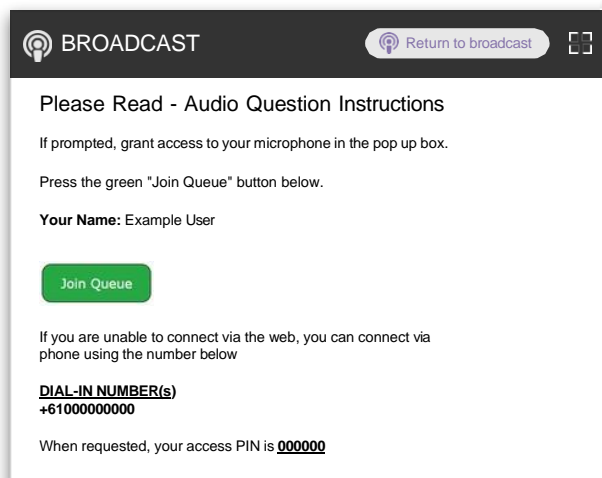 BROADCAST
Return to broadcast
Please Read - Audio Question Instructions
If prompted, grant access to your microphone in the pop up box.
Press the green "Join Queue" button below.
Your Name: Example User
Join Queue
If you are unable to connect via the web, you can connect via
phone using the number below
DIAL-IN NUMBER(s)
+61000000000
When requested, your access PIN is 000000